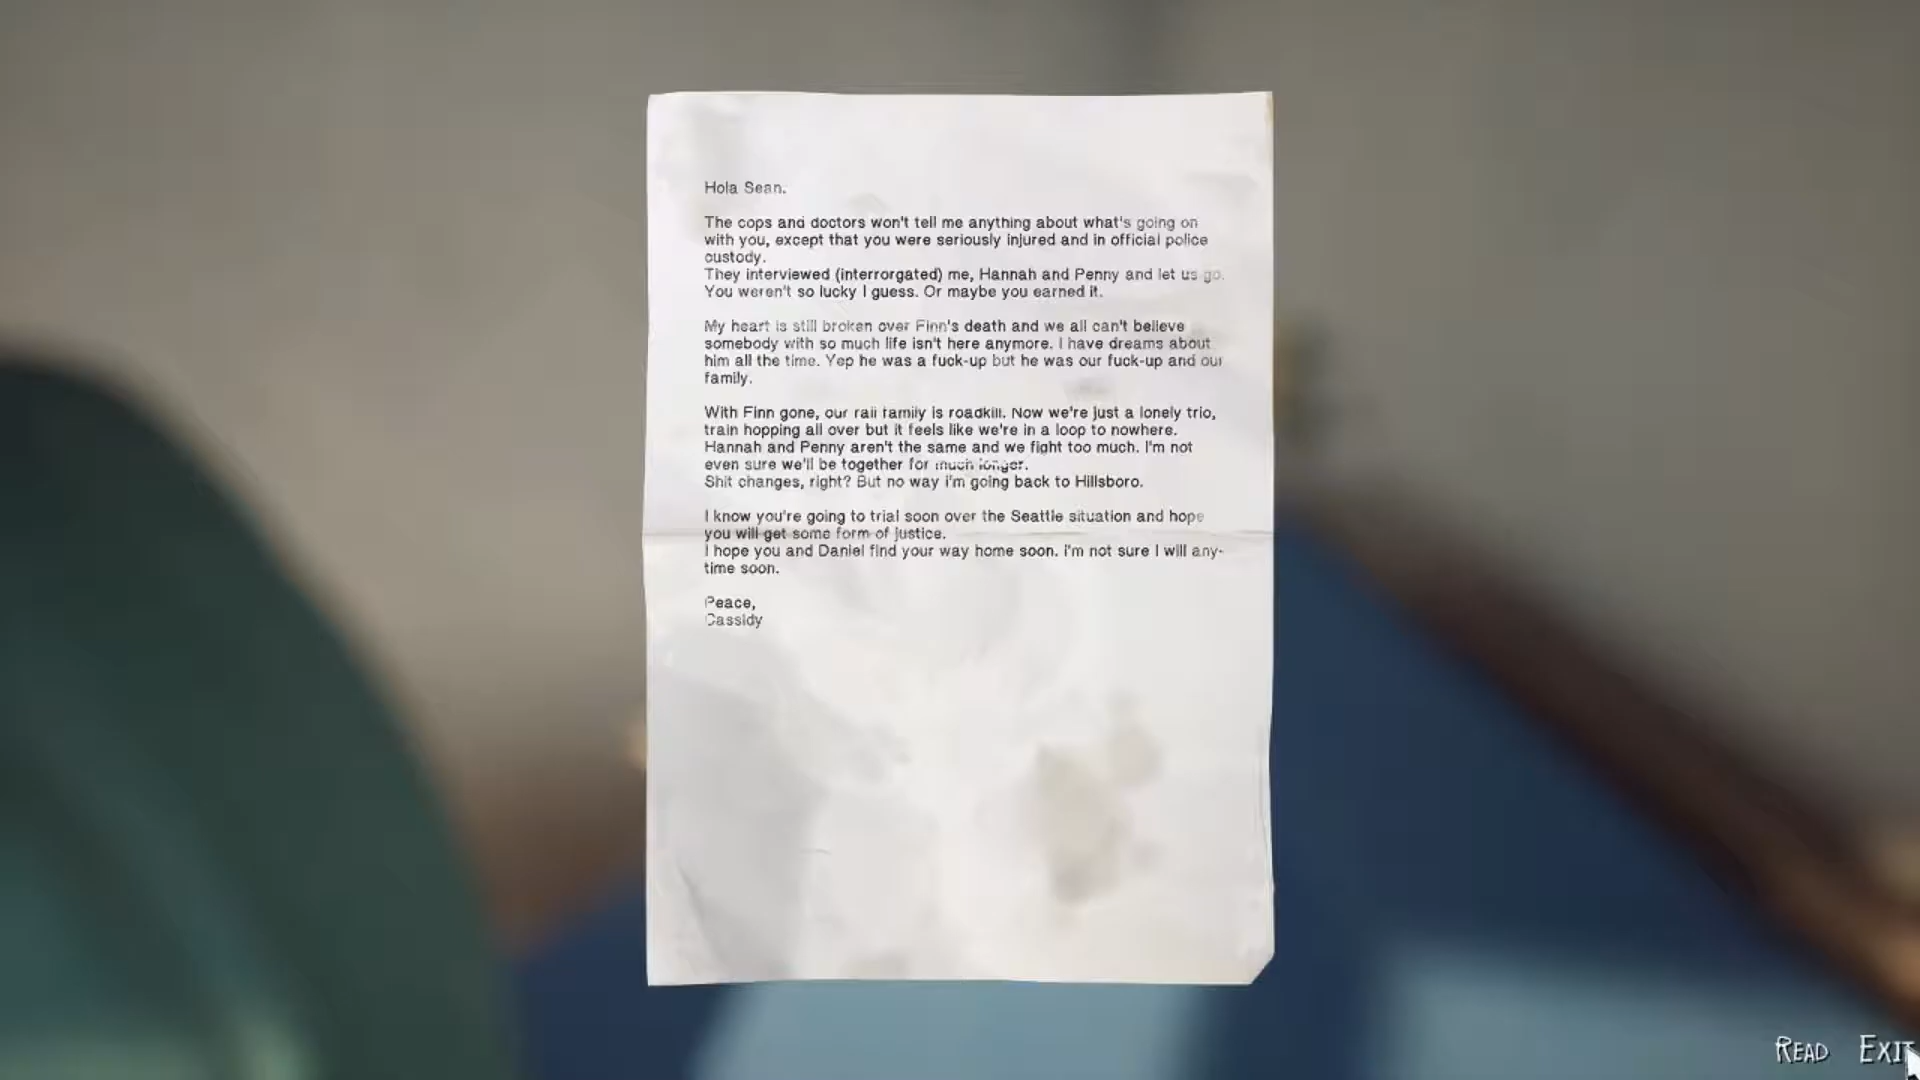 Hola Sean.
The cops and doctors won't tell me anything about what's going on
with you, except that you were seriously injured and in official police
custody.
They interviewed (interrorgated) me, Hannah and Penny and let us go.
You weren't so lucky I guess. Or maybe you earned it.
My heart is still broken over Finn's death and we all can't believe
somebody with so much life isn't here anymore. I have dreams about
him all the time. Yep he was a fuck-up but he was our fuck-up and our
family.
With Finn gone, our rail family is roadkill. Now we're just a lonely trio,
train hopping all over but it feels like we're in a loop to nowhere.
Hannah and Penny aren't the same and we fight too much. I'm not
even sure we'll be together for much longer.
Shit changes, right? But no way i'm going back to Hillsboro.
I know you're going to trial soon over the Seattle situation and hope
you will get some form of justice.
I hope you and Daniel find your way home soon. I'm not sure I will any-
time soon.
Peace,
Cassidy
READ EXIT